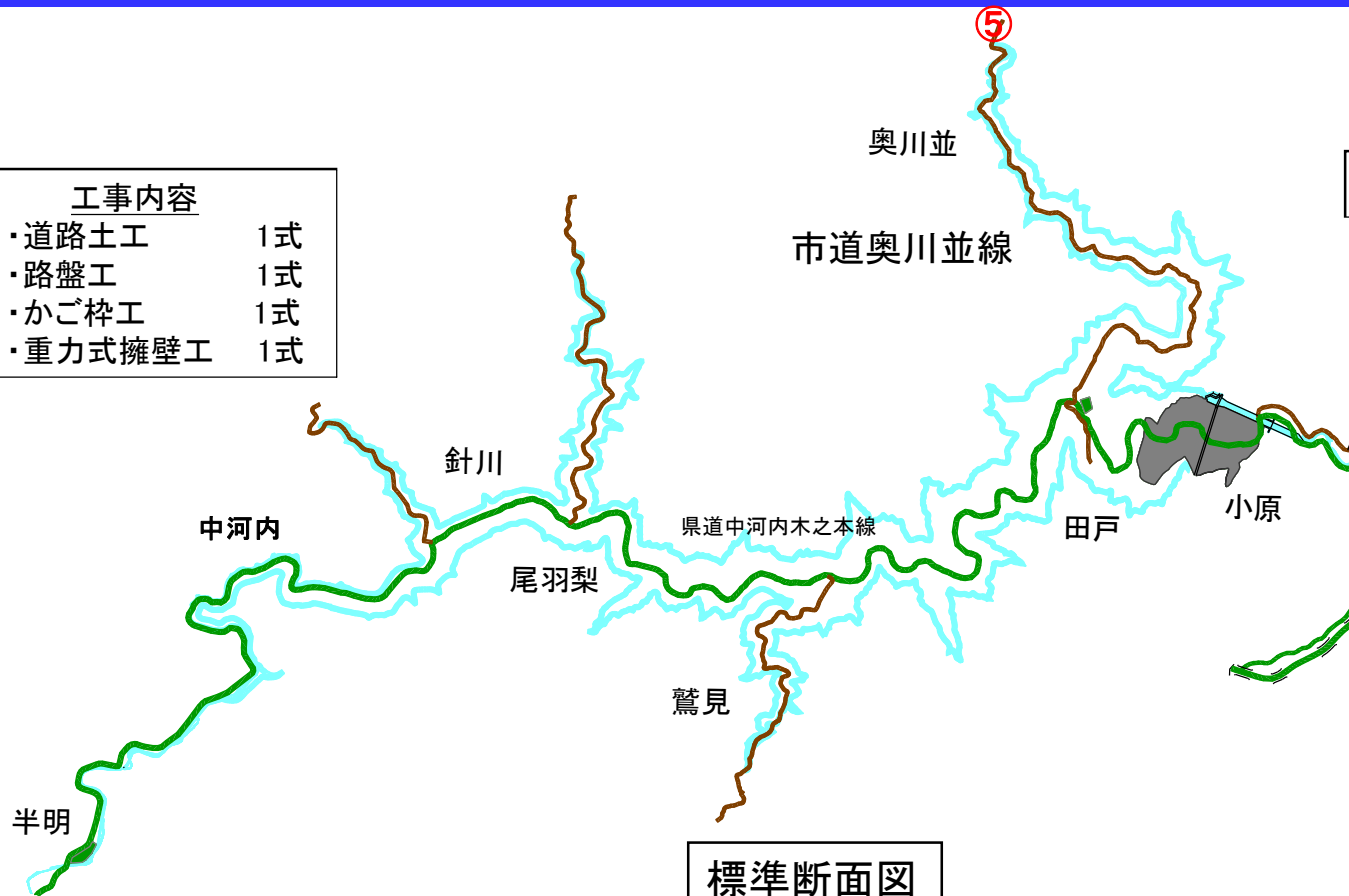 ⑤
奥川並
工事内容
・道路土工 1式
・路盤工 1式
・かご枠工 1式
・重力式擁壁工 1式
市道奥川並線
針川
中河内
県道中河内木之本線
田戸
小原
尾羽梨
鷲見
半明
標準断面図